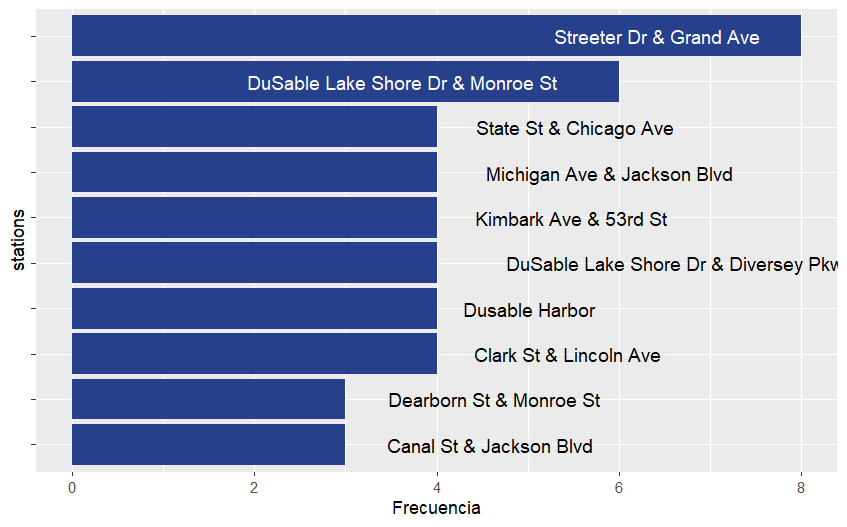 Streeter Dr & Grand Ave
DuSable Lake Shore Dr & Monroe St
State St & Chicago Ave
Michigan Ave & Jackson Blvd
Kimbark Ave & 53rd St
DuSable Lake Shore Dr & Diversey Pkw
Dusable Harbor
Clark St & Lincoln Ave
Dearborn St & Monroe St
Canal St & Jackson Blvd
stations
0 2 4 6 8
Frecuencia